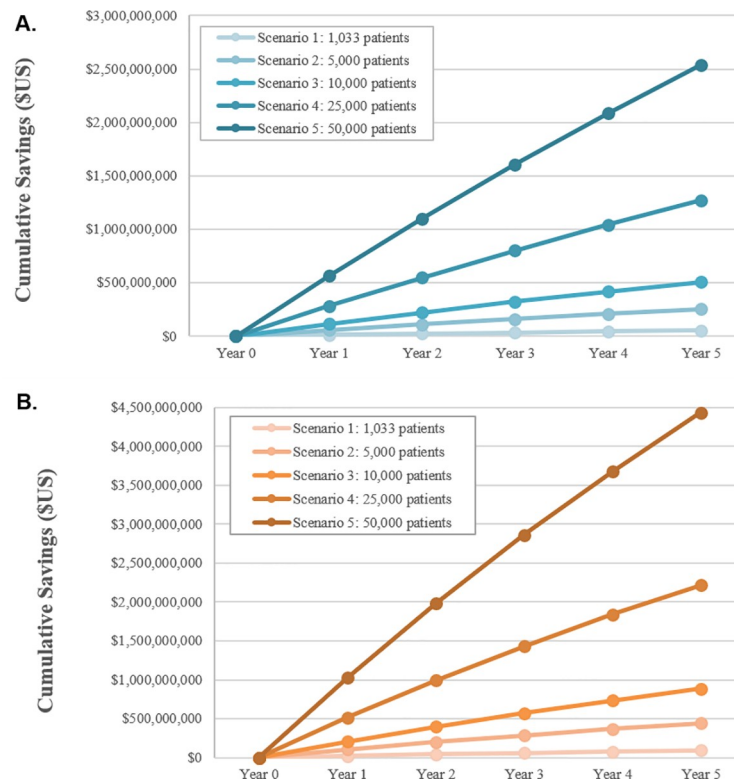 A.
Cumulative Savings ($US)
$3,000,000,000
$2,500,000,000
$2,000,000,000
$1,500,000,000
$1,000,000,000
$500,000,000
$0
Scenario 1: 1,033 patients
Scenario 2: 5,000 patients
Scenario 3: 10,000 patients
Scenario 4: 25,000 patients
Scenario 5: 50,000 patients
Year 0 Year 1 Year 2 Year 3 Year 4 Year 5
B.
Cumulative Savings ($US)
$4,500,000,000
$4,000,000,000
$3,500,000,000
$3,000,000,000
$2,500,000,000
$2,000,000,000
$1,500,000,000
$1,000,000,000
$500,000,000
$0
Scenario 1: 1,033 patients
Scenario 2: 5,000 patients
Scenario 3: 10,000 patients
Scenario 4: 25,000 patients
Scenario 5: 50,000 patients
Year 0 Year 1 Year 2 Year 3 Year 4 Year 5